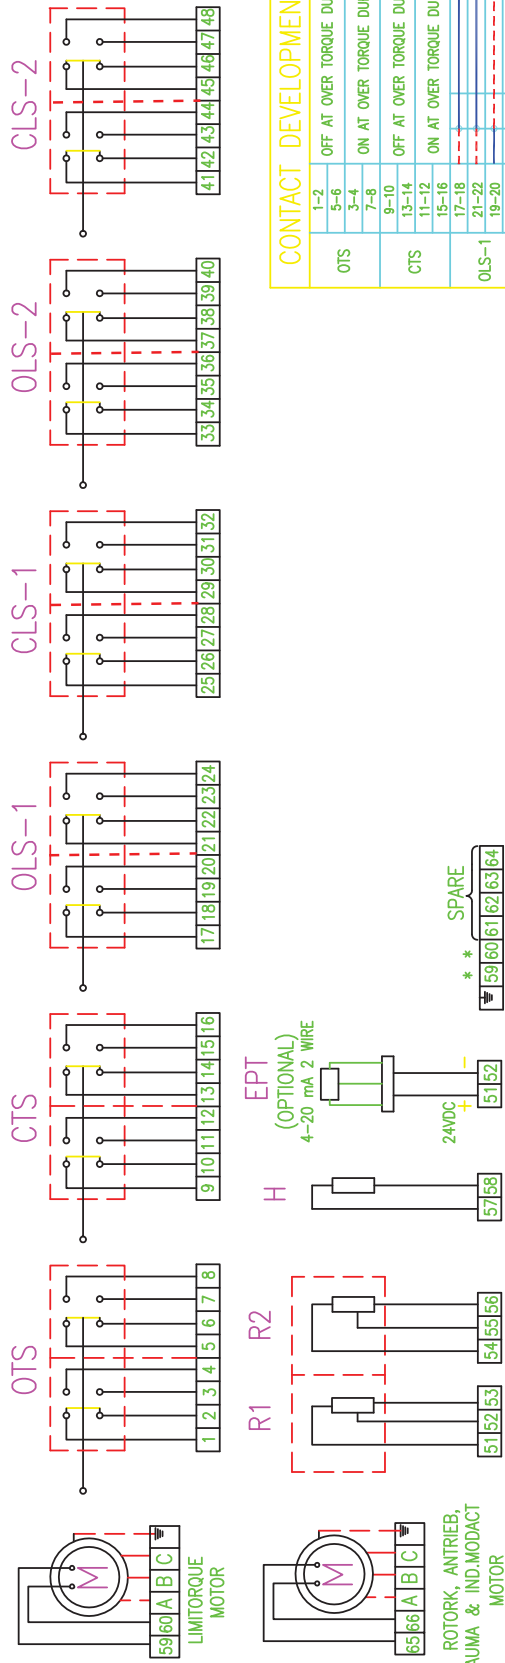 LIMITORQUE
MOTOR
M
59 60 A B C
OTS
1 2 3 4 5 6 7 8
CTS
9 10 11 12 13 14 15 16
OLS-1
17 18 19 20 21 22 23 24
CLS-1
25 26 27 28 29 30 31 32
OLS-2
33 34 35 36 37 38 39 40
CLS-2
41 42 43 44 45 46 47 48
M
65 66 A B C
ROTORK, ANTRIEB,
AUMA & IND.MODACT
MOTOR
R1
51 52 53
R2
54 55 56
H
57 58
EPT
(OPTIONAL)
4-20 mA 2 WIRE
24VDC
+ -
51 52
SPARE
* *
59 60 61 62 63 64
CONTACT DEVELOPMEN
OTS
1-2 OFF AT OVER TORQUE DU
5-6
3-4 ON AT OVER TORQUE DU
7-8
CTS
9-10 OFF AT OVER TORQUE DU
13-14
11-12 ON AT OVER TORQUE DU
15-16
OLS-1
17-18
21-22
19-20